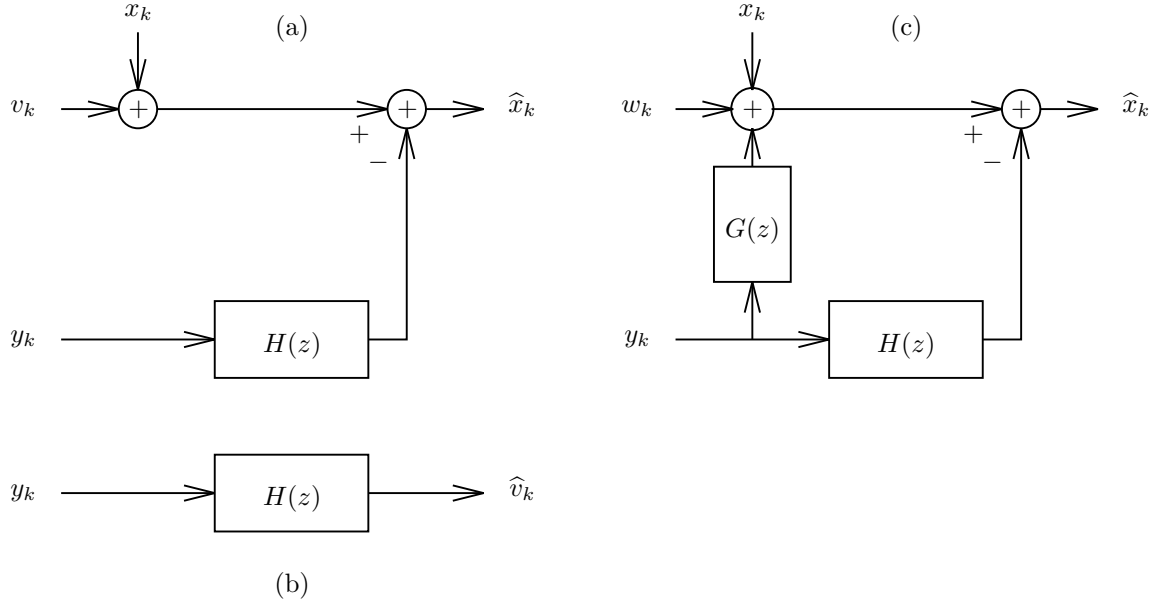 x_k (a)
v_k + + x̂_k
+
−
y_k H(z)
y_k H(z) v̂_k
(b)
x_k (c)
w_k + + x̂_k
+
−
G(z)
y_k H(z)